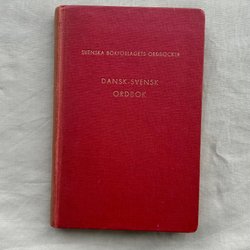 SVENSKA BOKFÖRLAGETS ORDBÖCKER
DANSK-SVENSK
ORDBOK